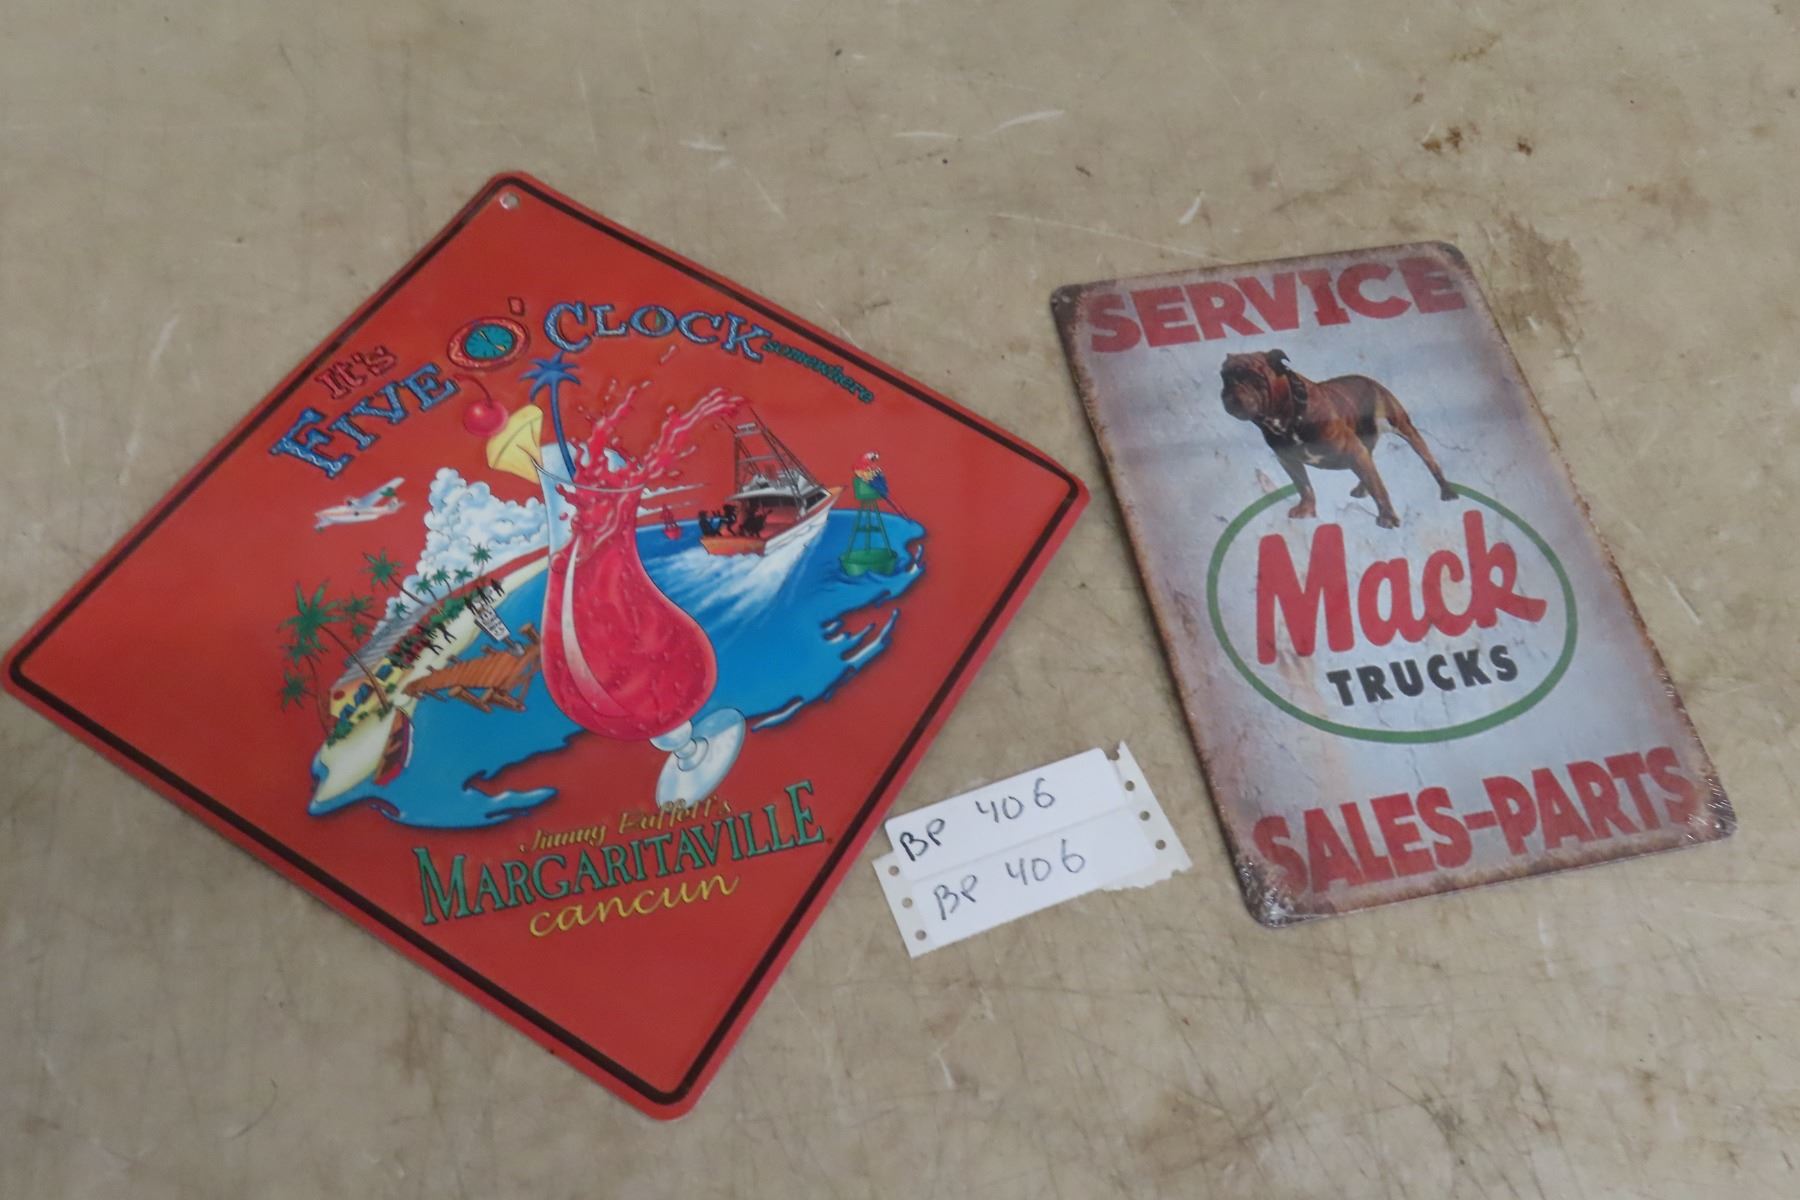 It's
FIVE O'CLOCK somewhere
Jimmy Buffett's
MARGARITAVILLE
cancun
BP 406
BP 406
SERVICE
Mack
TRUCKS
SALES-PARTS